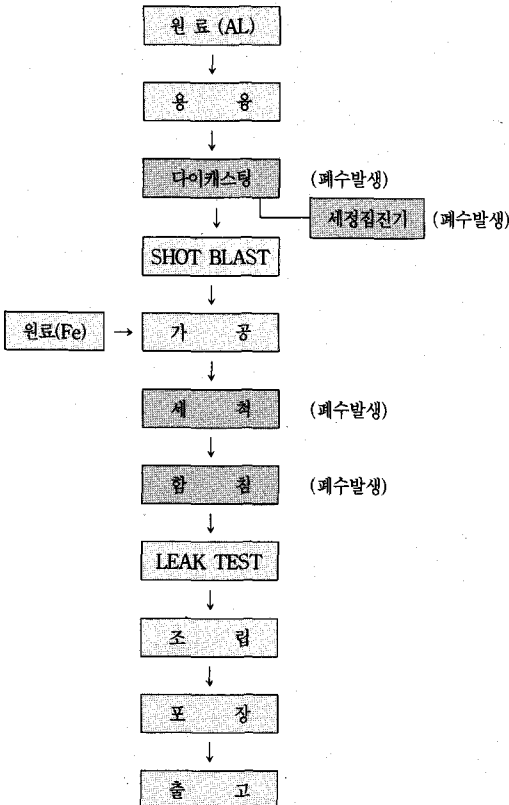 원 료 (AL)
용 융
다이캐스팅 (폐수발생)
세정집진기 (폐수발생)
SHOT BLAST
원료(Fe) 가 공
세 척 (폐수발생)
함 침 (폐수발생)
LEAK TEST
조 립
포 장
출 고